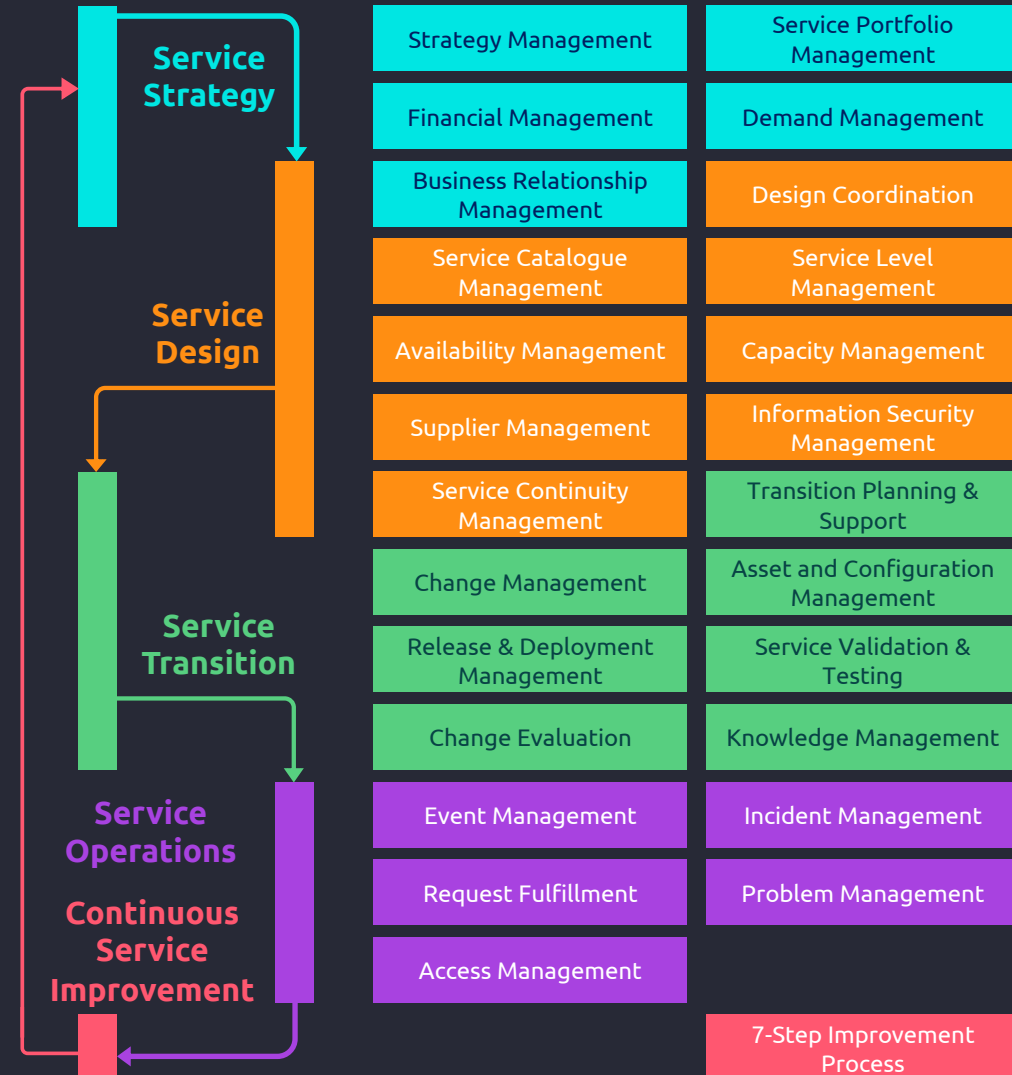 Service
Strategy
Strategy Management
Service Portfolio
Management
Financial Management
Demand Management
Business Relationship
Management
Design Coordination
Service
Design
Service Catalogue
Management
Service Level
Management
Availability Management
Capacity Management
Supplier Management
Information Security
Management
Service Continuity
Management
Transition Planning &
Support
Service
Transition
Change Management
Asset and Configuration
Management
Release & Deployment
Management
Service Validation &
Testing
Change Evaluation
Knowledge Management
Service
Operations
Event Management
Incident Management
Request Fulfillment
Problem Management
Access Management
Continuous
Service
Improvement
7-Step Improvement
Process